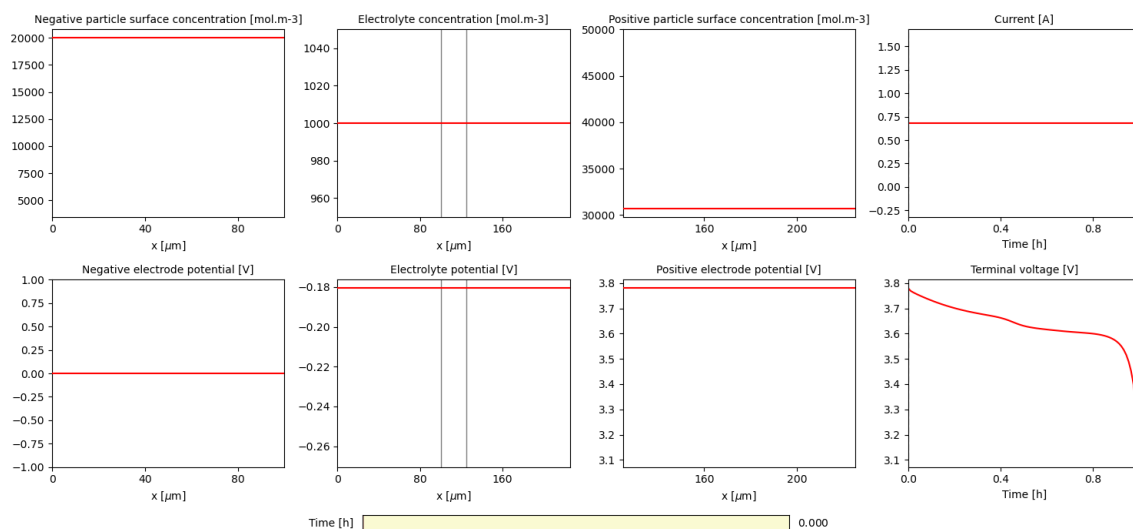 Negative particle surface concentration [mol.m-3]
20000
17500
15000
12500
10000
7500
5000
0 40 80
x [μm]
Electrolyte concentration [mol.m-3]
1040
1020
1000
980
960
0 80 160
x [μm]
Positive particle surface concentration [mol.m-3]
50000
45000
40000
35000
30000
160 200
x [μm]
Current [A]
1.50
1.25
1.00
0.75
0.50
0.25
0.00
−0.25
0.0 0.4 0.8
Time [h]
Negative electrode potential [V]
1.00
0.75
0.50
0.25
0.00
−0.25
−0.50
−0.75
−1.00
0 40 80
x [μm]
Electrolyte potential [V]
−0.18
−0.20
−0.22
−0.24
−0.26
0 80 160
x [μm]
Positive electrode potential [V]
3.8
3.7
3.6
3.5
3.4
3.3
3.2
3.1
160 200
x [μm]
Terminal voltage [V]
3.8
3.7
3.6
3.5
3.4
3.3
3.2
3.1
0.0 0.4 0.8
Time [h]
Time [h] 0.000